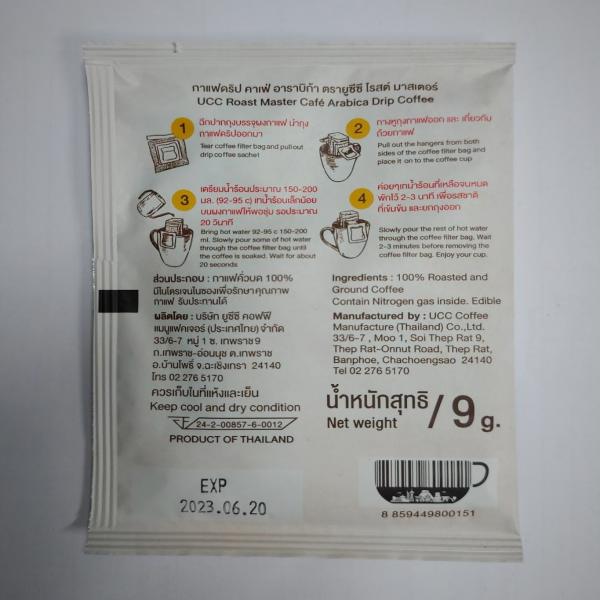 กาแฟดริป คาเฟ่ อาราบิก้า ตรายูซีซี โรสต์ มาสเตอร์
UCC Roast Master Café Arabica Drip Coffee
1
ฉีกปากถุงบรรจุผงกาแฟ นำถุง
กาแฟดริปออกมา
Tear coffee filter bag and pull out
drip coffee sachet
2
กางหูถุงกาแฟออก และ เกี่ยวกับ
ถ้วยกาแฟ
Pull out the hangers from both
sides of the coffee filter bag and
place it on to the coffee cup
3
เตรียมน้ำร้อนประมาณ 150-200
มล. (92-95 c) เทน้ำร้อนเล็กน้อย
บนผงกาแฟให้พอชุ่ม รอประมาณ
20 วินาที
Bring hot water 92-95 c 150-200
ml. Slowly pour some of hot water
through the coffee filter bag until
the coffee is soaked. Wait for about
20 seconds
4
ค่อยๆเทน้ำร้อนที่เหลือจนหมด
พักไว้ 2-3 นาที เพื่อรสชาติ
ที่เข้มข้น และยกถุงออก
Slowly pour the rest of hot water
through the coffee filter bag. Wait
2-3 minutes before removing the
coffee filter bag. Enjoy your cup.
ส่วนประกอบ : กาแฟคั่วบด 100%
มีไนโตรเจนในซองเพื่อรักษาคุณภาพ
กาแฟ รับประทานได้
ผลิตโดย : บริษัท ยูซีซี คอฟฟี่
แมนูแฟคเจอร์ (ประเทศไทย) จำกัด
33/6-7 หมู่ 1 ซ. เทพราช 9
ถ.เทพราช-อ่อนนุช ต.เทพราช
อ.บ้านโพธิ์ จ.ฉะเชิงเทรา 24140
โทร 02 276 5170
Ingredients : 100% Roasted and
Ground Coffee
Contain Nitrogen gas inside. Edible
Manufactured by : UCC Coffee
Manufacture (Thailand) Co.,Ltd.
33/6-7 , Moo 1, Soi Thep Rat 9,
Thep Rat-Onnut Road, Thep Rat,
Banphoe, Chachoengsao 24140
Tel 02 276 5170
ควรเก็บในที่แห้งและเย็น
Keep cool and dry condition
24-2-00857-6-0012
PRODUCT OF THAILAND
น้ำหนักสุทธิ
Net weight / 9 g.
EXP
2023.06.20
8 859449800151